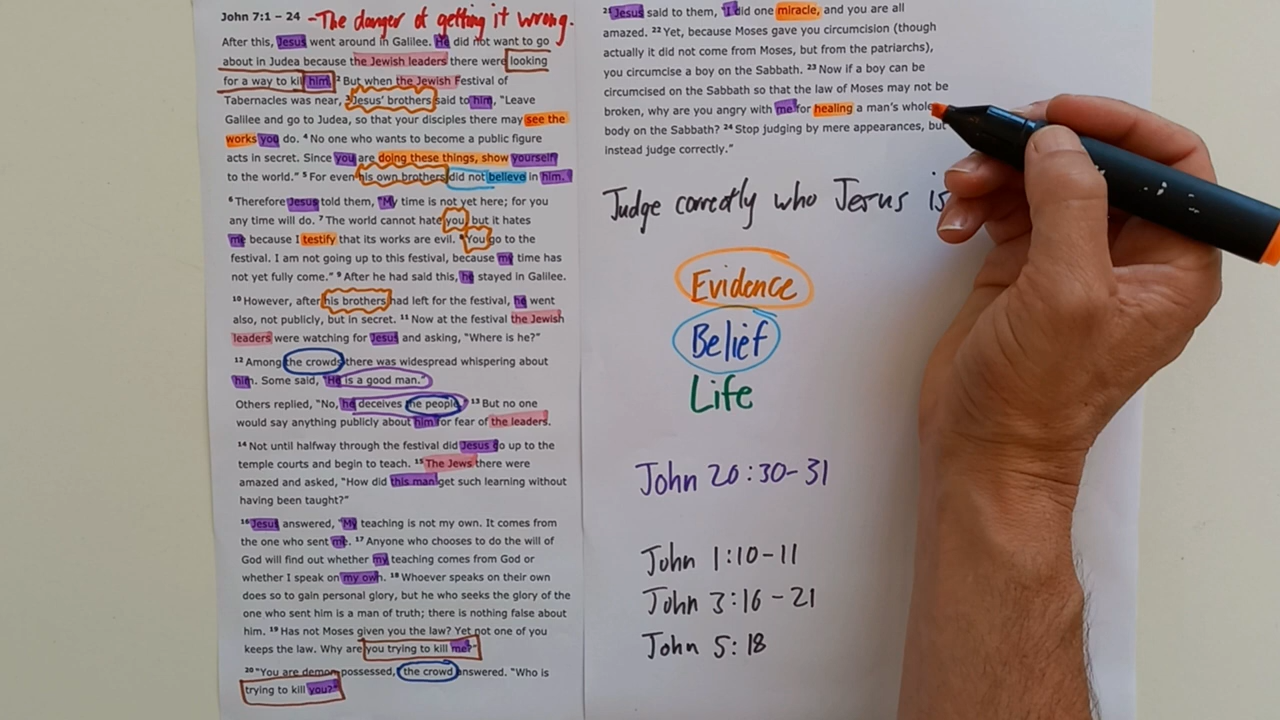 John 7:1 – 24 -The danger of getting it wrong.
After this, Jesus went around in Galilee. He did not want to go
about in Judea because the Jewish leaders there were looking
for a way to kill him. 2 But when the Jewish Festival of
Tabernacles was near, 3 Jesus' brothers said to him, "Leave
Galilee and go to Judea, so that your disciples there may see the
works you do. 4 No one who wants to become a public figure
acts in secret. Since you are doing these things, show yourself
to the world." 5 For even his own brothers did not believe in him.
6 Therefore Jesus told them, "My time is not yet here; for you
any time will do. 7 The world cannot hate you, but it hates
me because I testify that its works are evil. 8 You go to the
festival. I am not going up to this festival, because my time has
not yet fully come." 9 After he had said this, he stayed in Galilee.
10 However, after his brothers had left for the festival, he went
also, not publicly, but in secret. 11 Now at the festival the Jewish
leaders were watching for Jesus and asking, "Where is he?"
12 Among the crowds there was widespread whispering about
him. Some said, "He is a good man."
Others replied, "No, he deceives the people." 13 But no one
would say anything publicly about him for fear of the leaders.
14 Not until halfway through the festival did Jesus go up to the
temple courts and begin to teach. 15 The Jews there were
amazed and asked, "How did this man get such learning without
having been taught?"
16 Jesus answered, "My teaching is not my own. It comes from
the one who sent me. 17 Anyone who chooses to do the will of
God will find out whether my teaching comes from God or
whether I speak on my own. 18 Whoever speaks on their own
does so to gain personal glory, but he who seeks the glory of the
one who sent him is a man of truth; there is nothing false about
him. 19 Has not Moses given you the law? Yet not one of you
keeps the law. Why are you trying to kill me?"
20 "You are demon-possessed," the crowd answered. "Who is
trying to kill you?"
21 Jesus said to them, "I did one miracle, and you are all
amazed. 22 Yet, because Moses gave you circumcision (though
actually it did not come from Moses, but from the patriarchs),
you circumcise a boy on the Sabbath. 23 Now if a boy can be
circumcised on the Sabbath so that the law of Moses may not be
broken, why are you angry with me for healing a man's whole
body on the Sabbath? 24 Stop judging by mere appearances, but
instead judge correctly."
Judge correctly who Jesus is
Evidence
Belief
Life
John 20:30-31
John 1:10-11
John 3:16-21
John 5:18